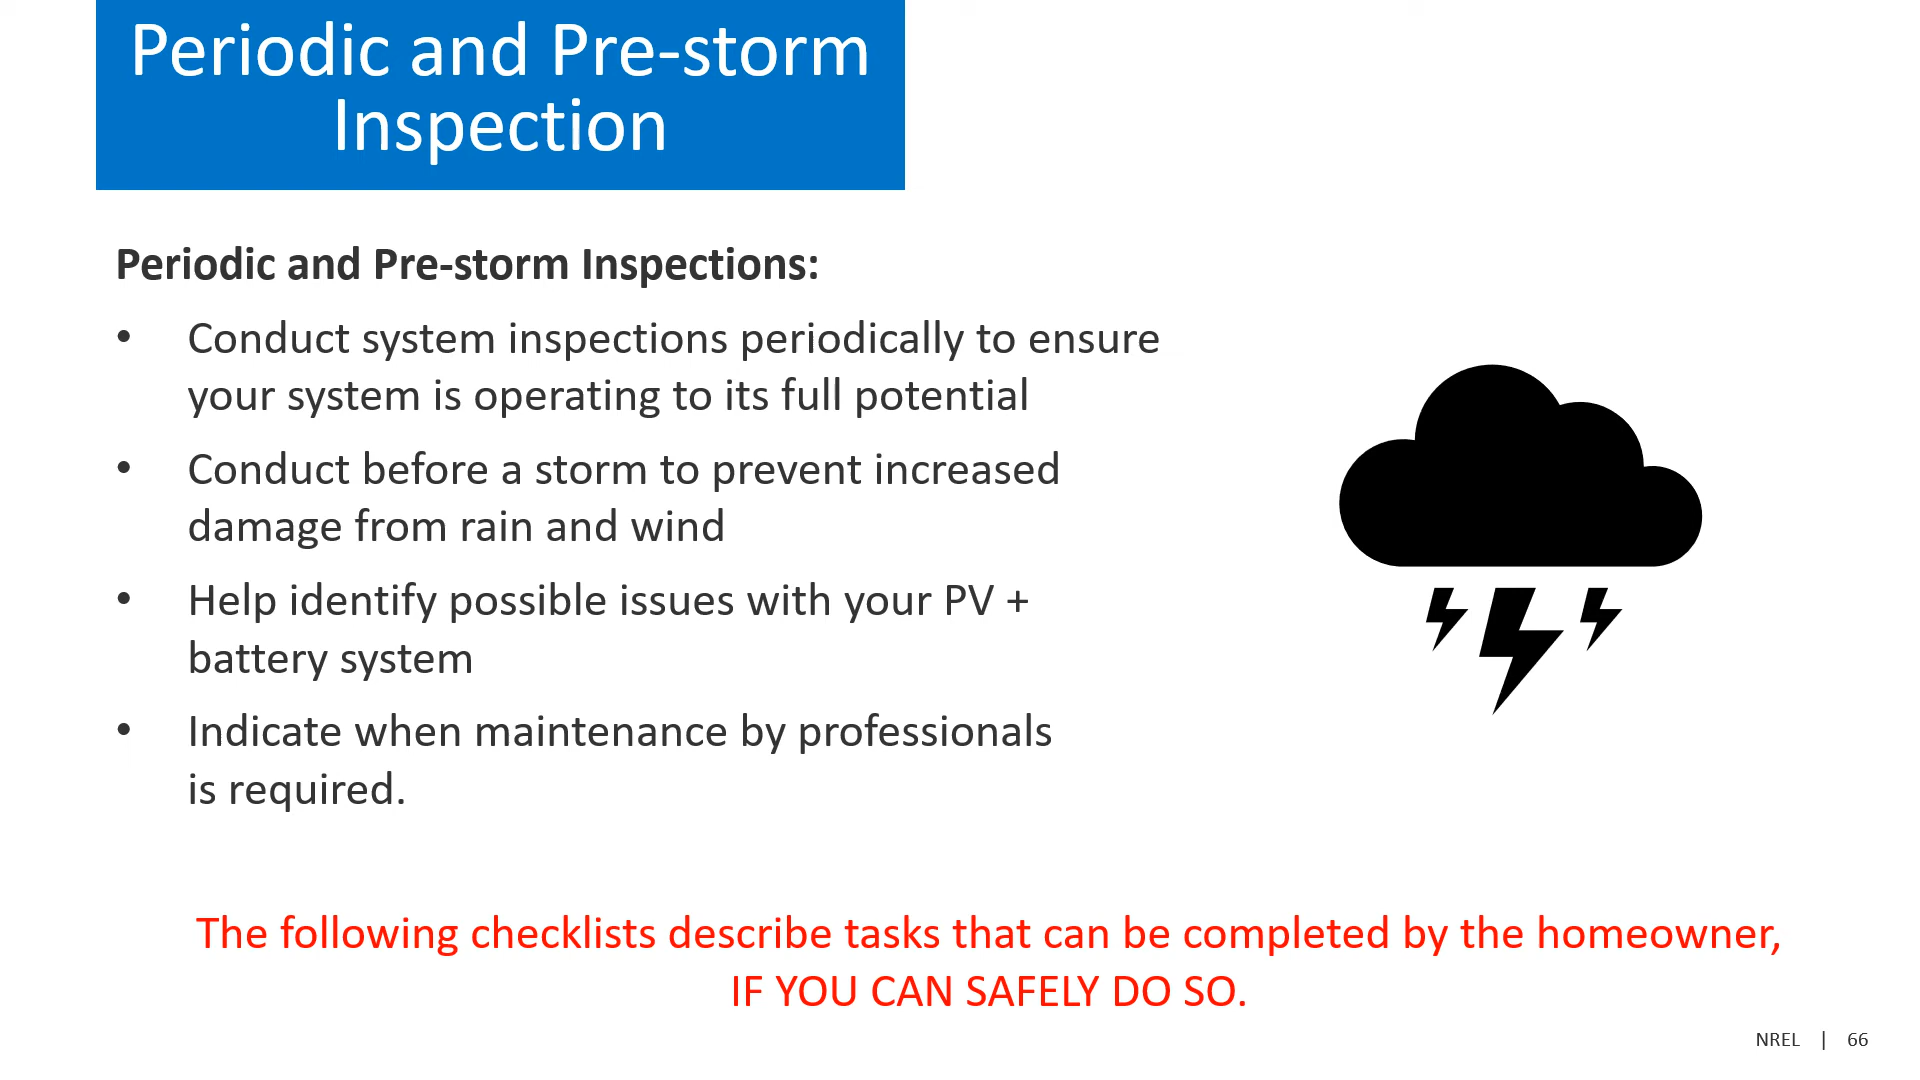 Periodic and Pre-storm
Inspection
Periodic and Pre-storm Inspections:
• Conduct system inspections periodically to ensure
your system is operating to its full potential
• Conduct before a storm to prevent increased
damage from rain and wind
• Help identify possible issues with your PV +
battery system
• Indicate when maintenance by professionals
is required.
The following checklists describe tasks that can be completed by the homeowner,
IF YOU CAN SAFELY DO SO.
NREL | 66